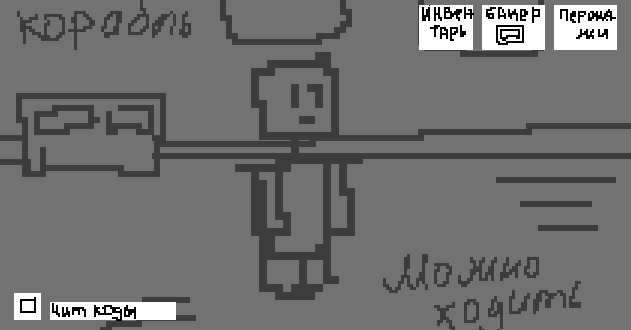 корабль
инвен
тарь
банер
персона
жи
чит коды
Можно
ходить